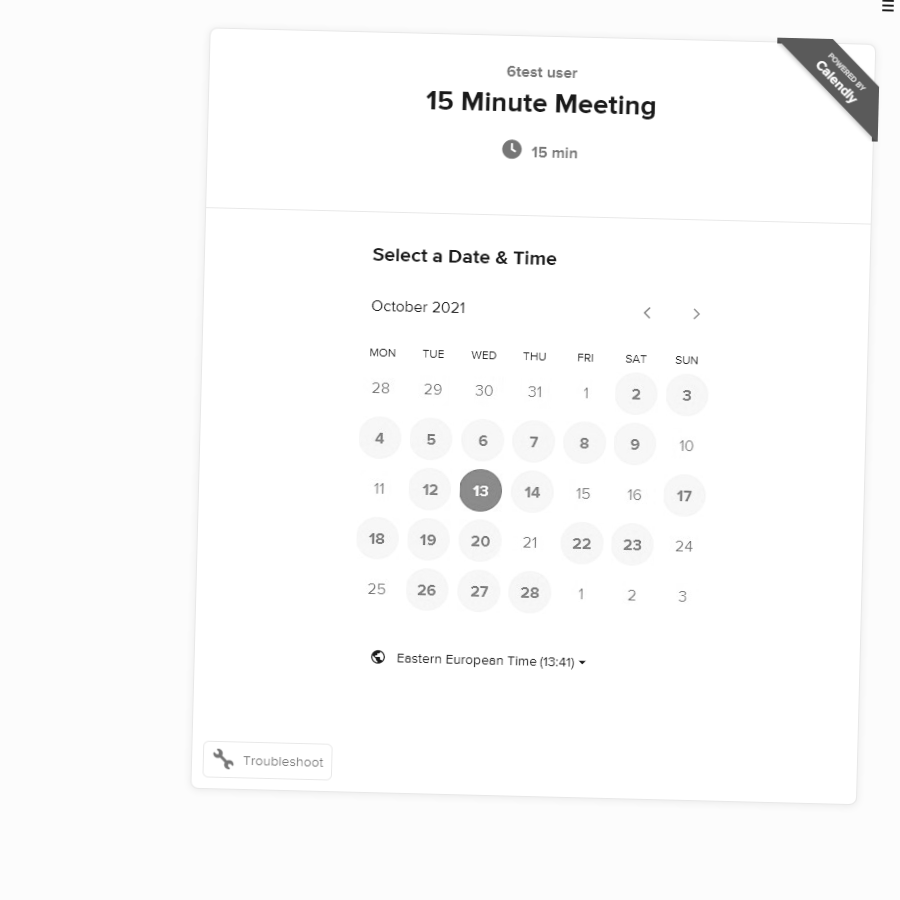 6test user
POWERED BY
Calendly
15 Minute Meeting
15 min
Select a Date & Time
October 2021
MON TUE WED THU FRI SAT SUN
28 29 30 31 1 2 3
4 5 6 7 8 9 10
11 12 13 14 15 16 17
18 19 20 21 22 23 24
25 26 27 28 1 2 3
Eastern European Time (13:41)
Troubleshoot